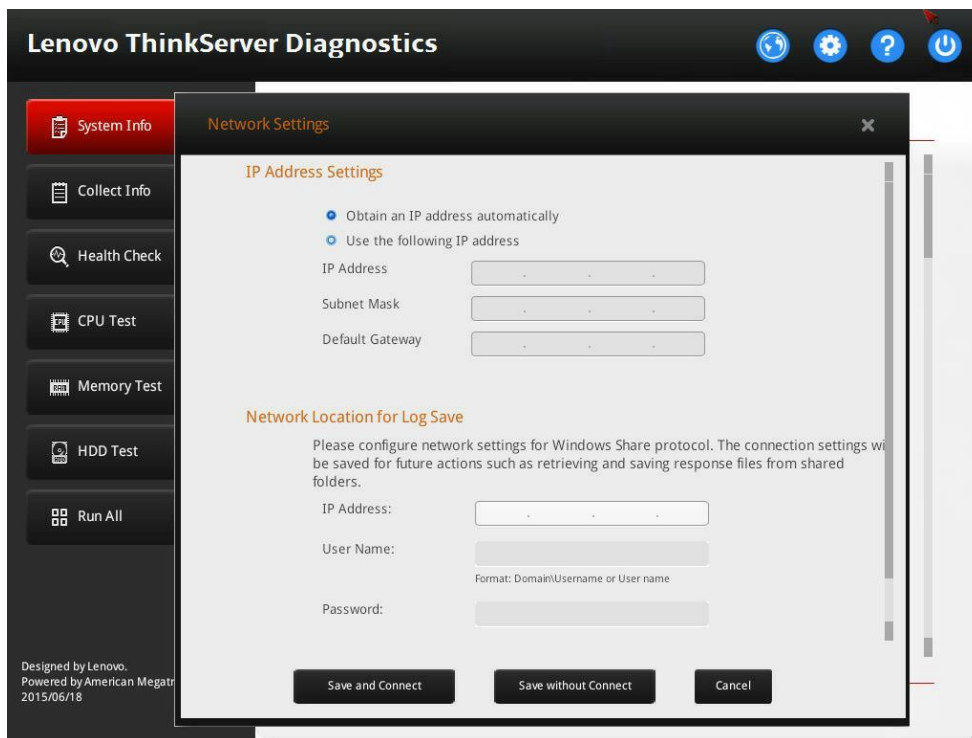 Lenovo ThinkServer Diagnostics
System Info
Collect Info
Health Check
CPU Test
Memory Test
HDD Test
Run All
Designed by Lenovo.
Powered by American Megatr
2015/06/18
Network Settings
IP Address Settings
Obtain an IP address automatically
Use the following IP address
IP Address
Subnet Mask
Default Gateway
Network Location for Log Save
Please configure network settings for Windows Share protocol. The connection settings wi
be saved for future actions such as retrieving and saving response files from shared
folders.
IP Address:
User Name:
Format: Domain\Username or User name
Password:
Save and Connect
Save without Connect
Cancel